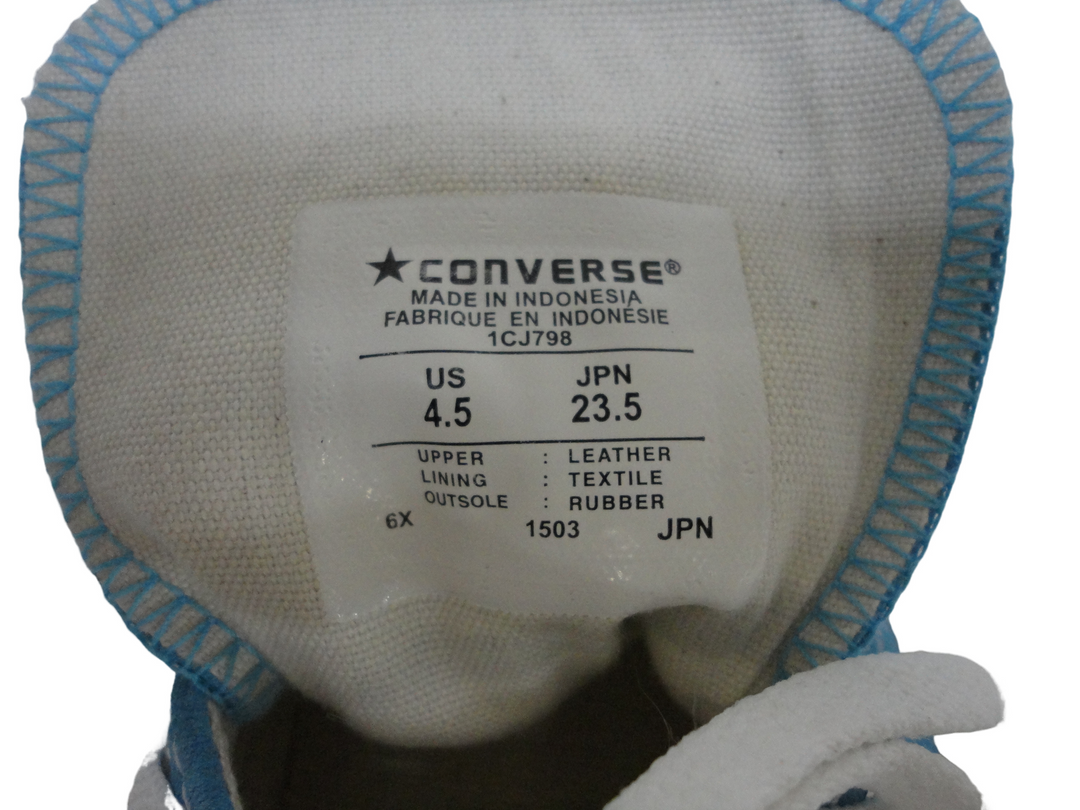 ★CONVERSE®
MADE IN INDONESIA
FABRIQUE EN INDONÉSIE
1CJ798
US JPN
4.5 23.5
UPPER : LEATHER
LINING : TEXTILE
OUTSOLE : RUBBER
6X 1503 JPN